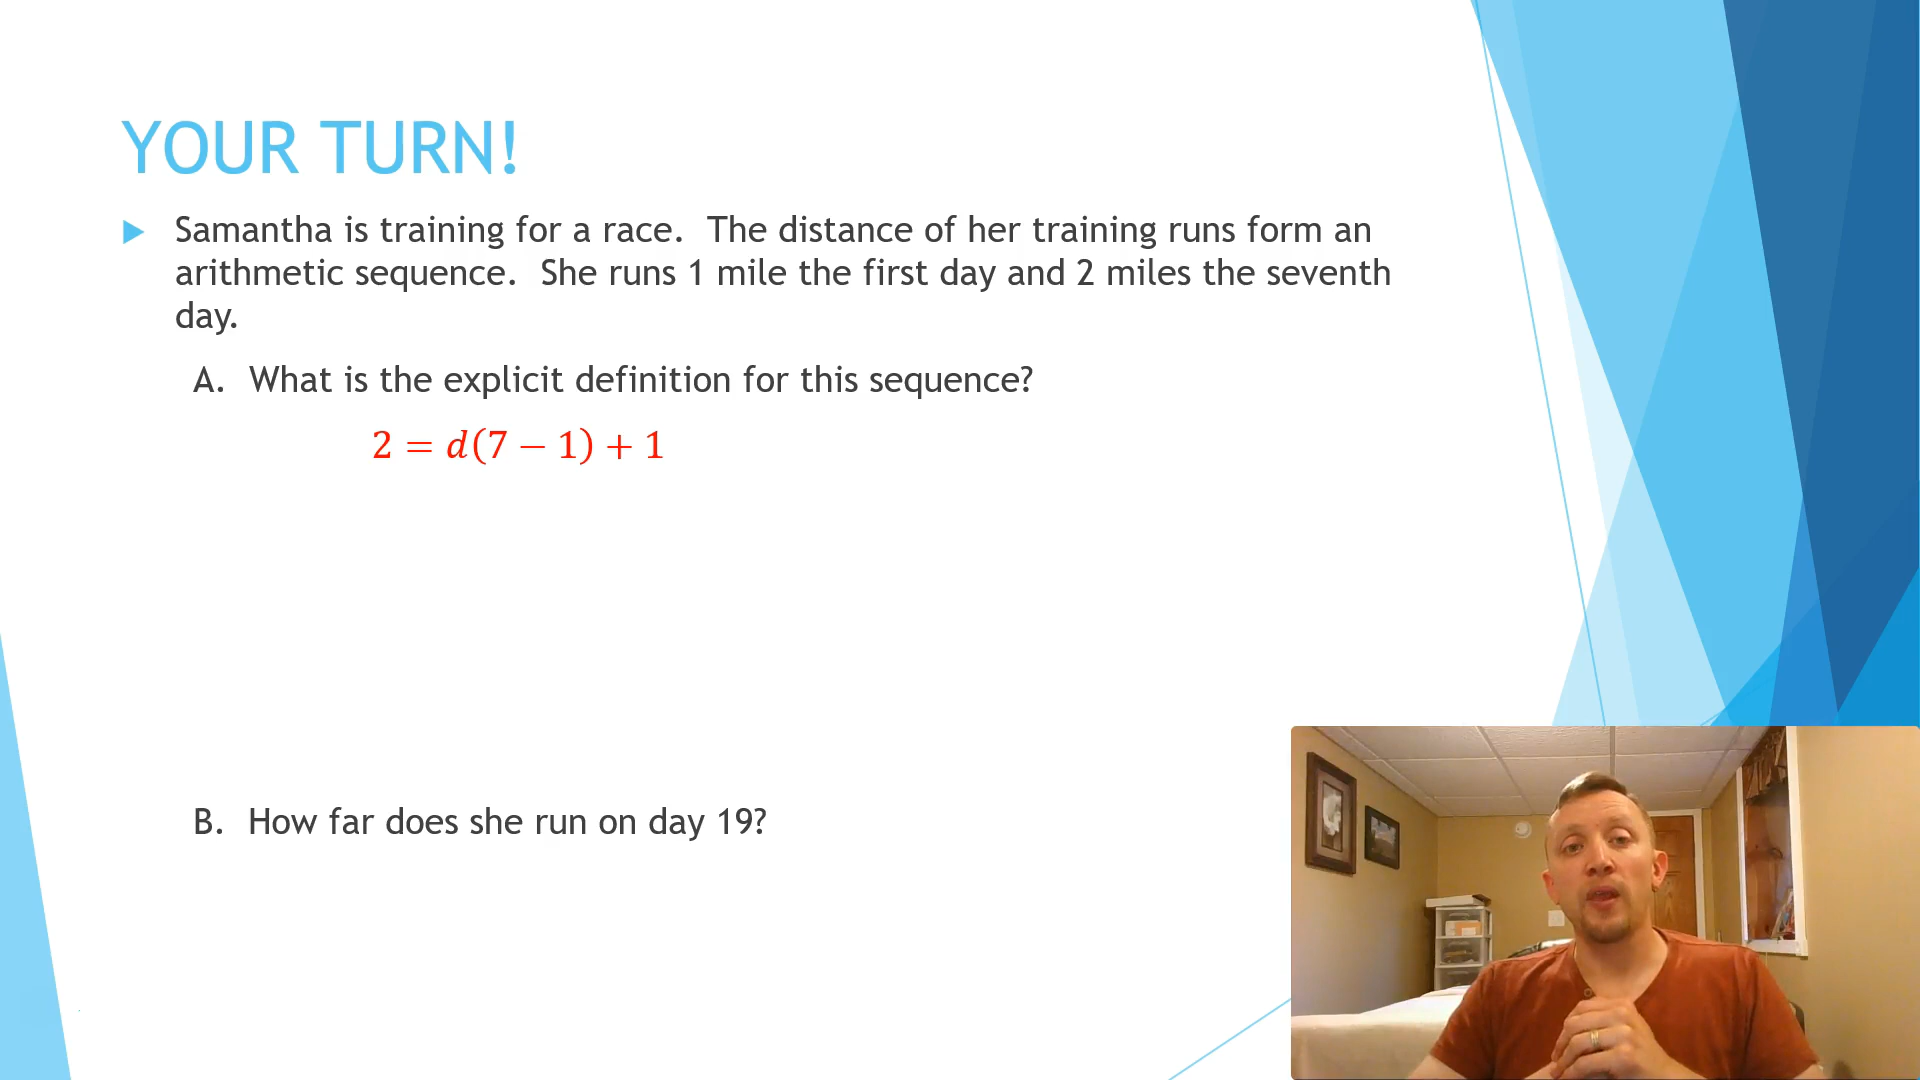 YOUR TURN!
Samantha is training for a race. The distance of her training runs form an
arithmetic sequence. She runs 1 mile the first day and 2 miles the seventh
day.
A. What is the explicit definition for this sequence?
2 = d(7 − 1) + 1
B. How far does she run on day 19?